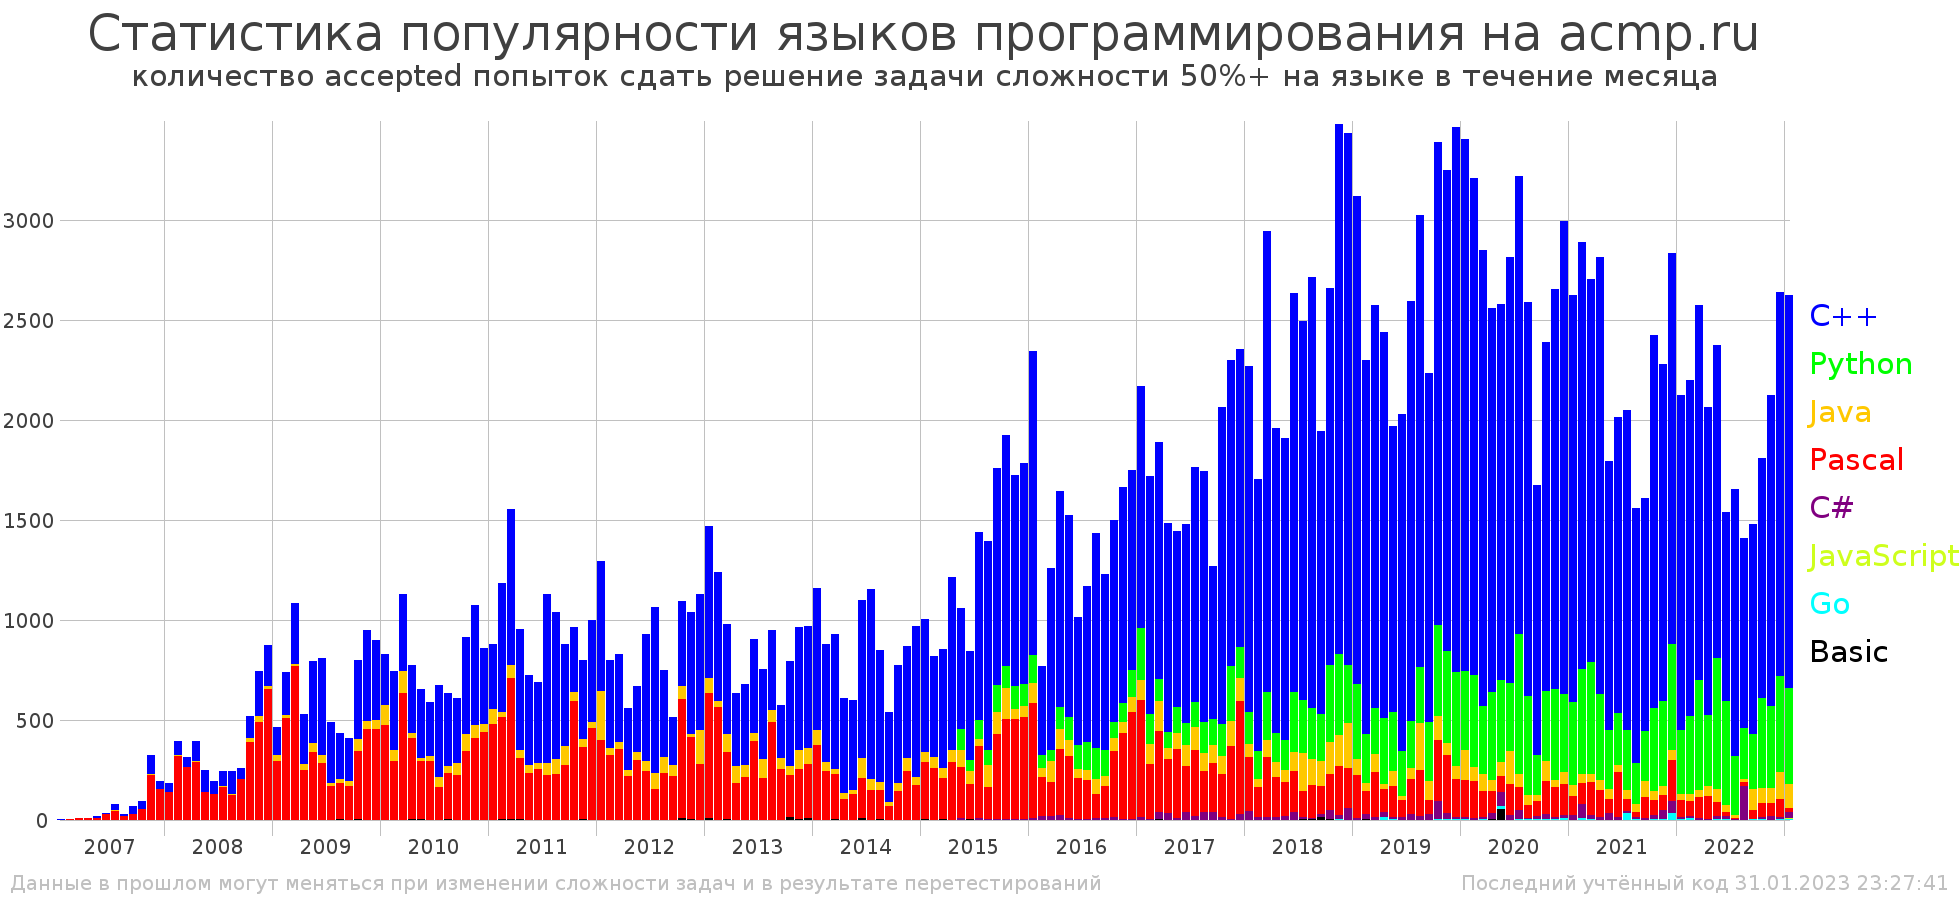 Статистика популярности языков программирования на acmp.ru
количество accepted попыток сдать решение задачи сложности 50%+ на языке в течение месяца
3000
2500
2000
1500
1000
500
0
C++
Python
Java
Pascal
C#
JavaScript
Go
Basic
2007 2008 2009 2010 2011 2012 2013 2014 2015 2016 2017 2018 2019 2020 2021 2022
Данные в прошлом могут меняться при изменении сложности задач и в результате перетестирований
Последний учтённый код 31.01.2023 23:27:41